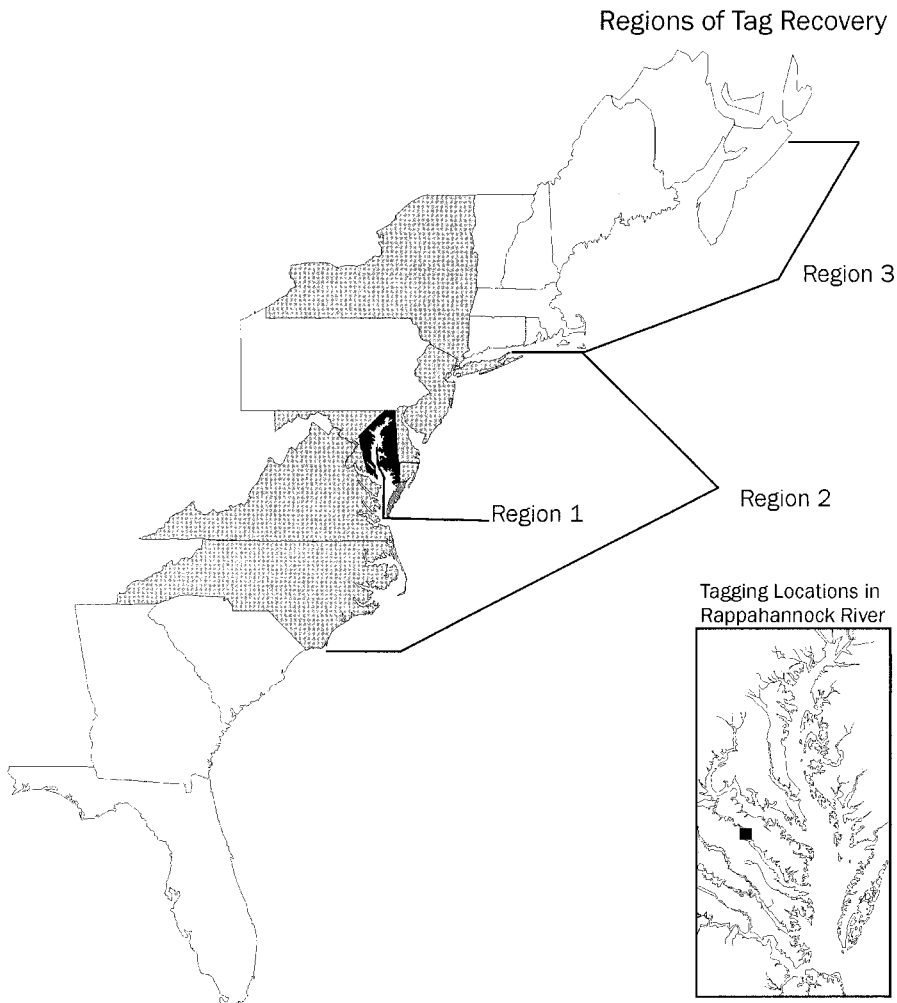 Regions of Tag Recovery
Region 3
Region 2
Region 1
Tagging Locations in
Rappahannock River